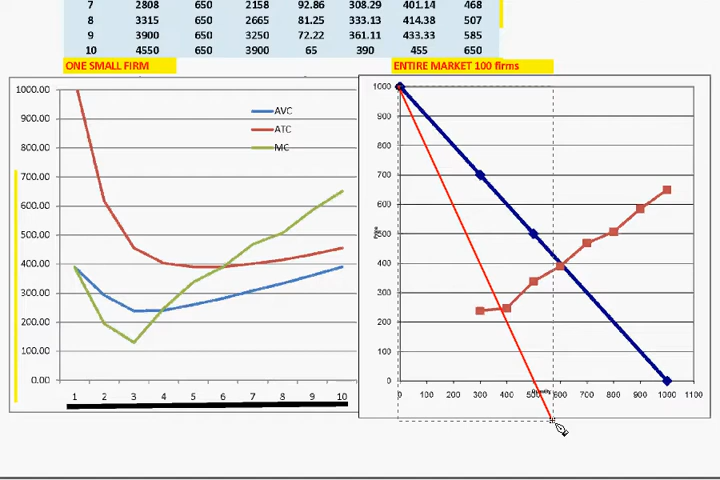 7 2808 650 2158 92.86 308.29 401.14 468
8 3315 650 2665 81.25 333.13 414.38 507
9 3900 650 3250 72.22 361.11 433.33 585
10 4550 650 3900 65 390 455 650
ONE SMALL FIRM ENTIRE MARKET 100 firms
1000.00
900.00
800.00
700.00
600.00
500.00
400.00
300.00
200.00
100.00
0.00
1 2 3 4 5 6 7 8 9 10
AVC
ATC
MC
1000
900
800
700
600
500
400
300
200
100
0
Price
0 100 200 300 400 500 600 700 800 900 1000 1100
Quantity